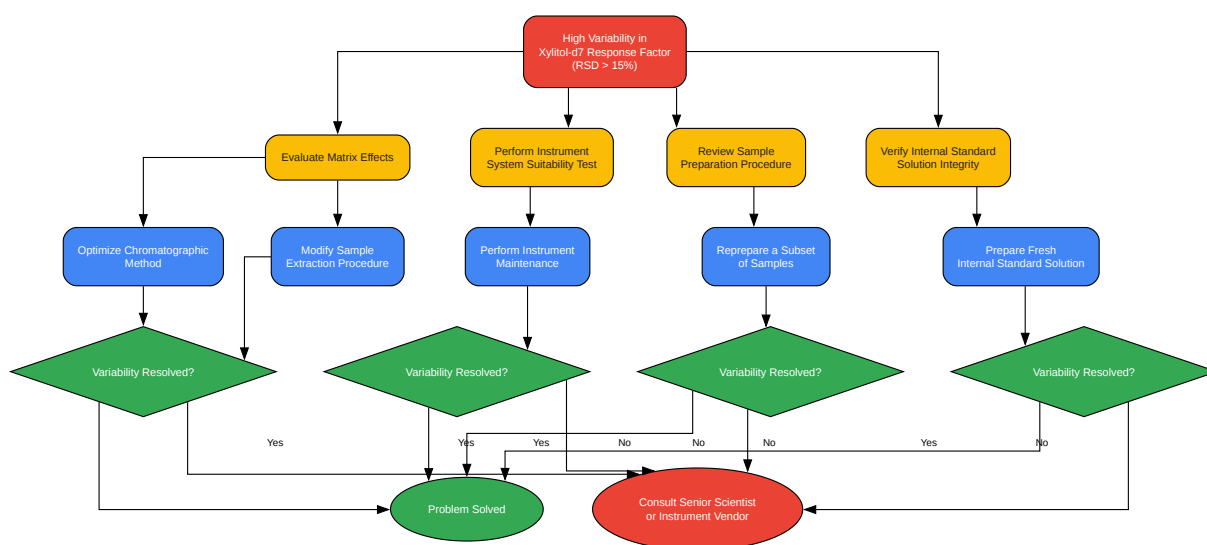 High Variability in
Xylitol-d7 Response Factor
(RSD > 15%)
Evaluate Matrix Effects
Perform Instrument
System Suitability Test
Review Sample
Preparation Procedure
Verify Internal Standard
Solution Integrity
Optimize Chromatographic
Method
Modify Sample
Extraction Procedure
Perform Instrument
Maintenance
Reprepare a Subset
of Samples
Prepare Fresh
Internal Standard Solution
Variability Resolved?
Variability Resolved?
Variability Resolved?
Variability Resolved?
Yes
Yes
Yes
No
No
No
Yes
No
Problem Solved
Consult Senior Scientist
or Instrument Vendor